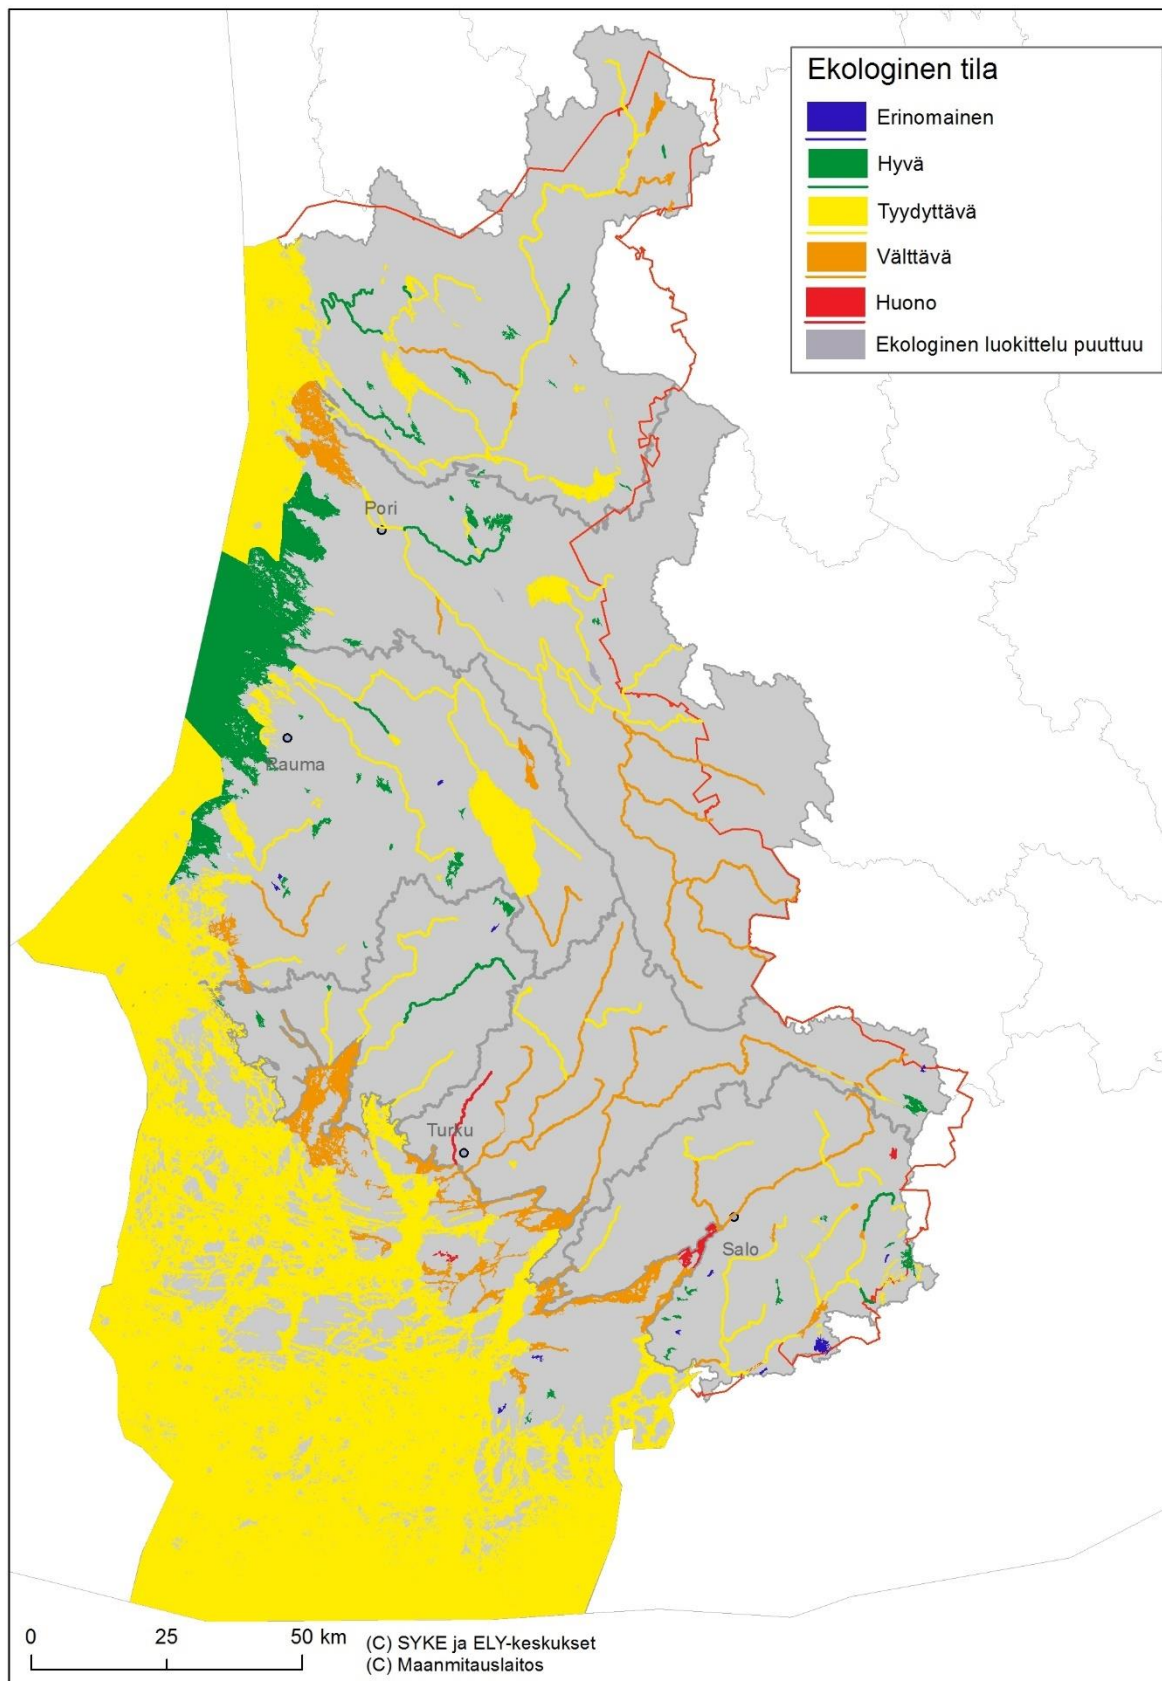 Ekologinen tila
Erinomainen
Hyvä
Tyydyttävä
Välttävä
Huono
Ekologinen luokittelu puuttuu
Pori
Rauma
Turku
Salo
0 25 50 km
(C) SYKE ja ELY-keskukset
(C) Maanmitauslaitos